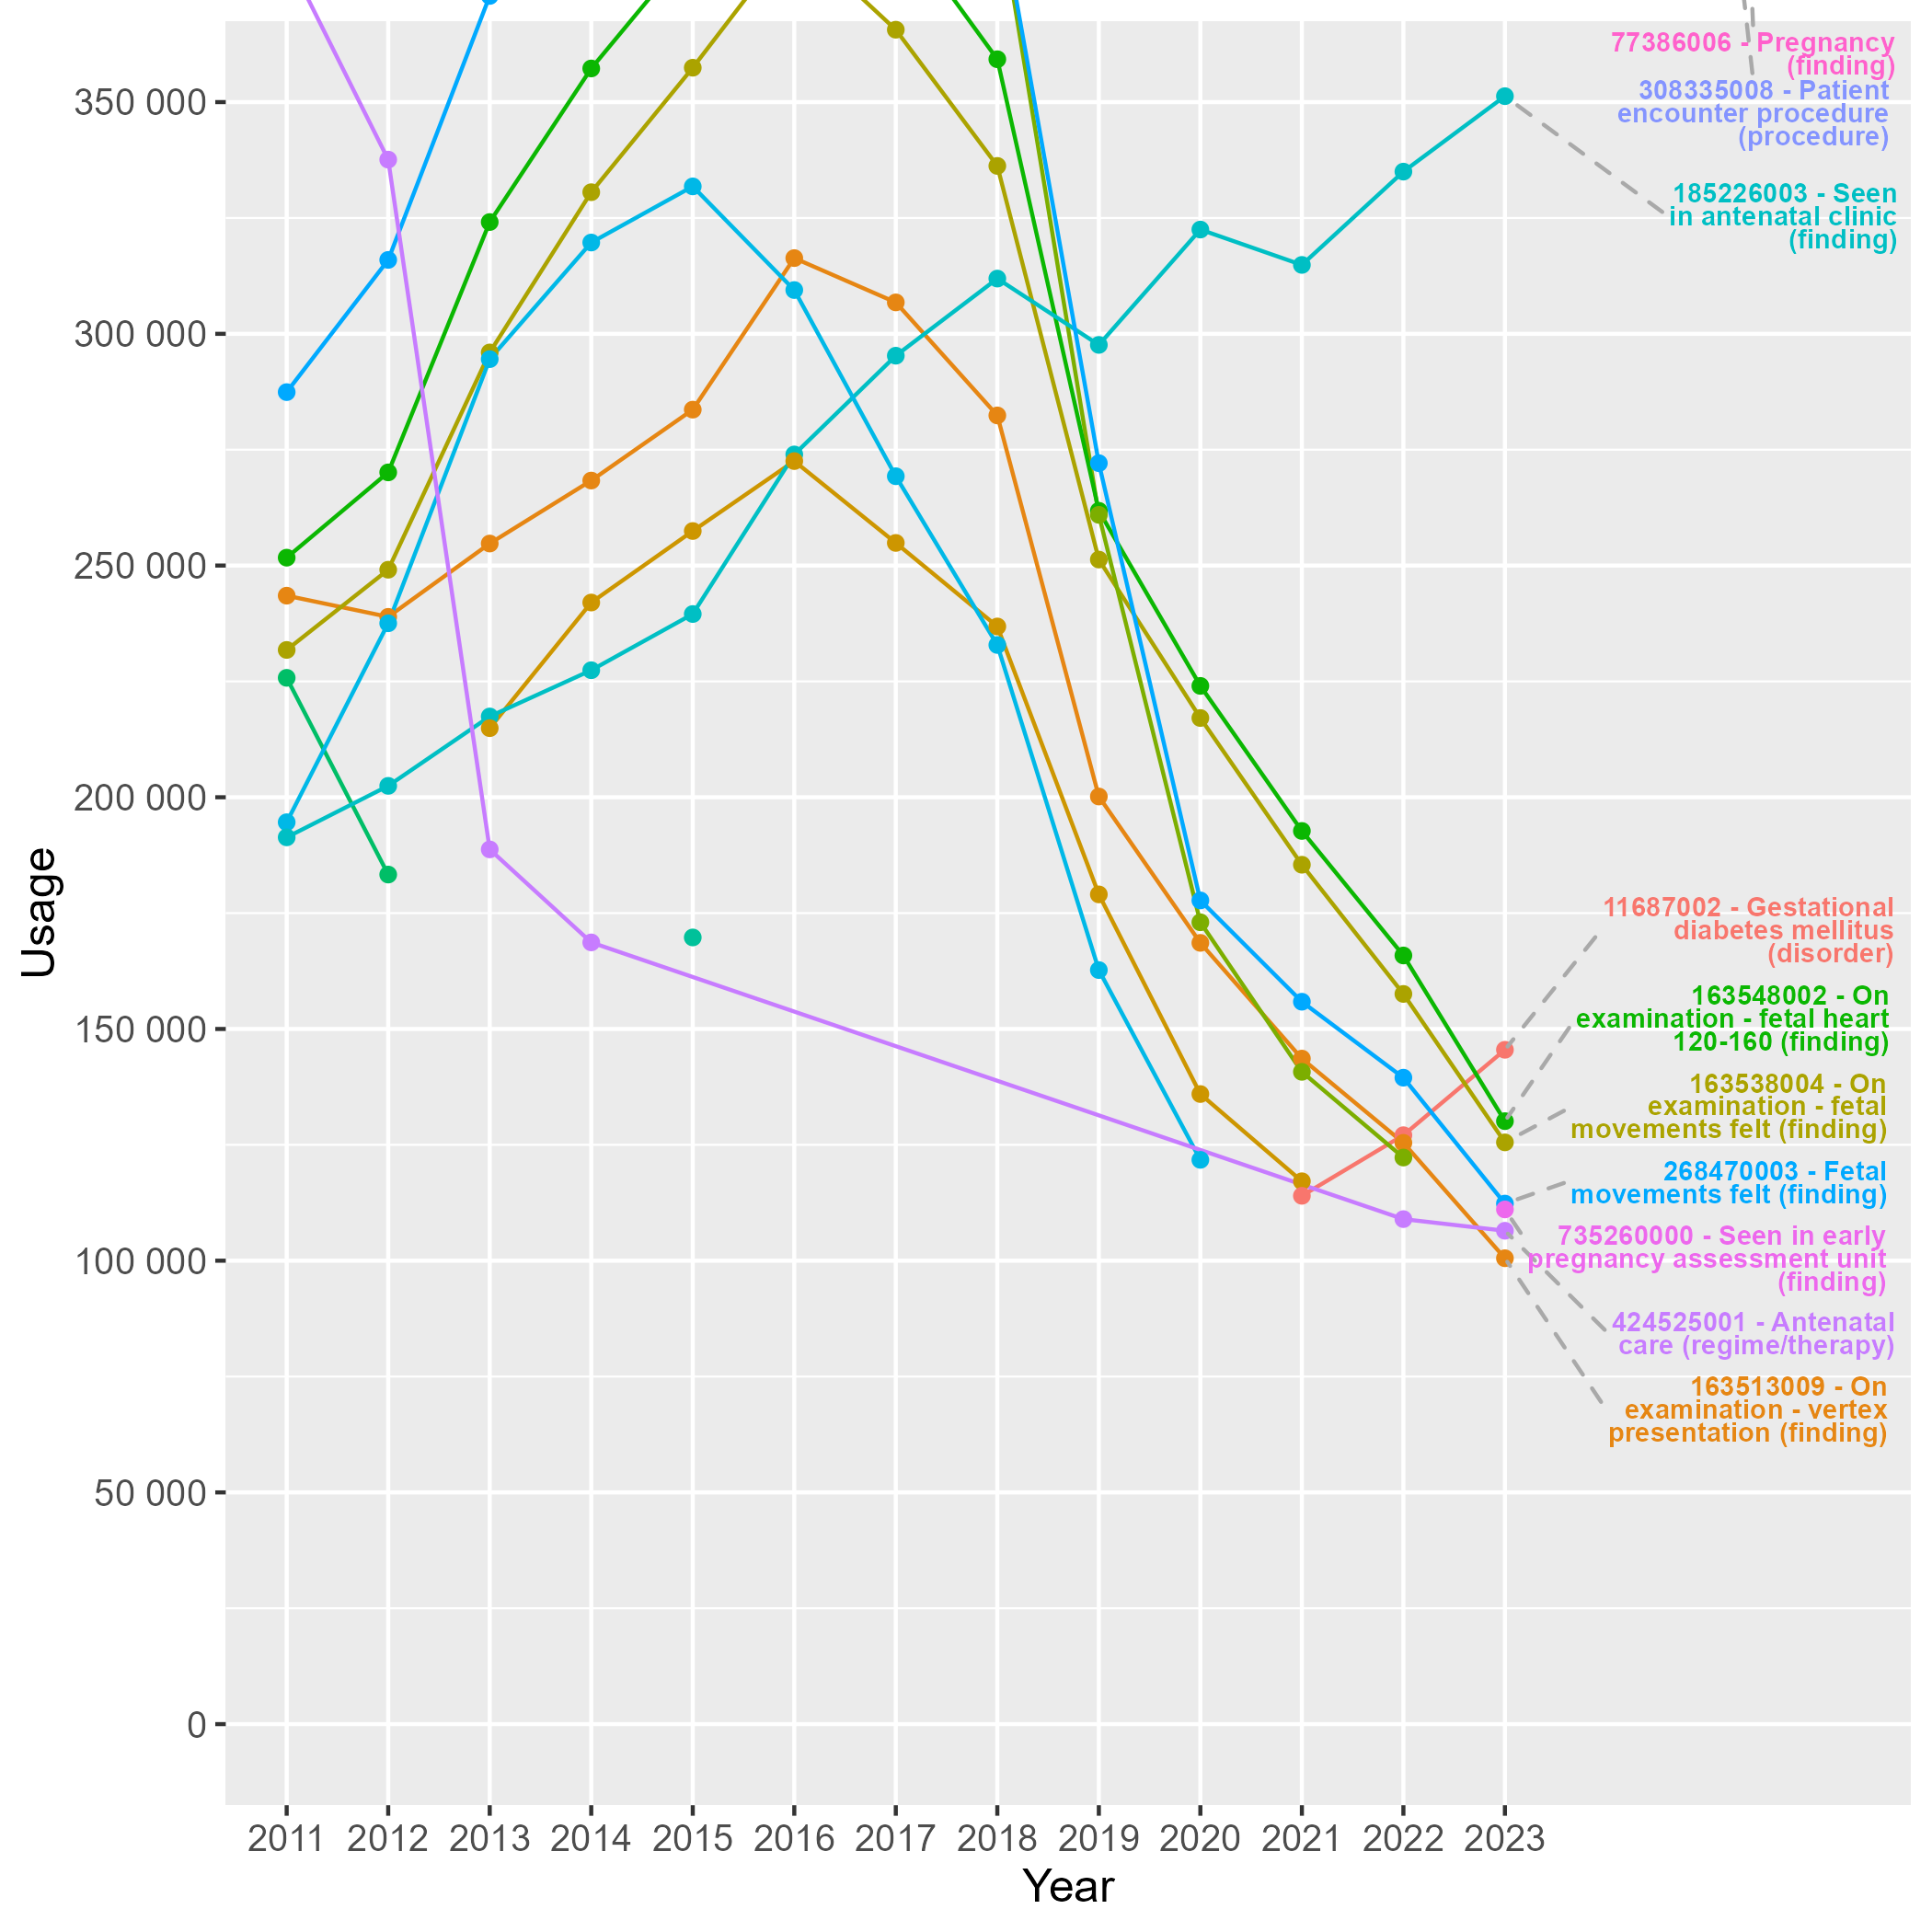 77386006 - Pregnancy
(finding)
308335008 - Patient
encounter procedure
(procedure)
350 000
185226003 - Seen
in antenatal clinic
(finding)
300 000
250 000
200 000
Usage
11687002 - Gestational
diabetes mellitus
(disorder)
163548002 - On
examination - fetal heart
120-160 (finding)
150 000
163538004 - On
examination - fetal
movements felt (finding)
268470003 - Fetal
movements felt (finding)
735260000 - Seen in early
pregnancy assessment unit
(finding)
100 000
424525001 - Antenatal
care (regime/therapy)
163513009 - On
examination - vertex
presentation (finding)
50 000
0
2011 2012 2013 2014 2015 2016 2017 2018 2019 2020 2021 2022 2023
Year